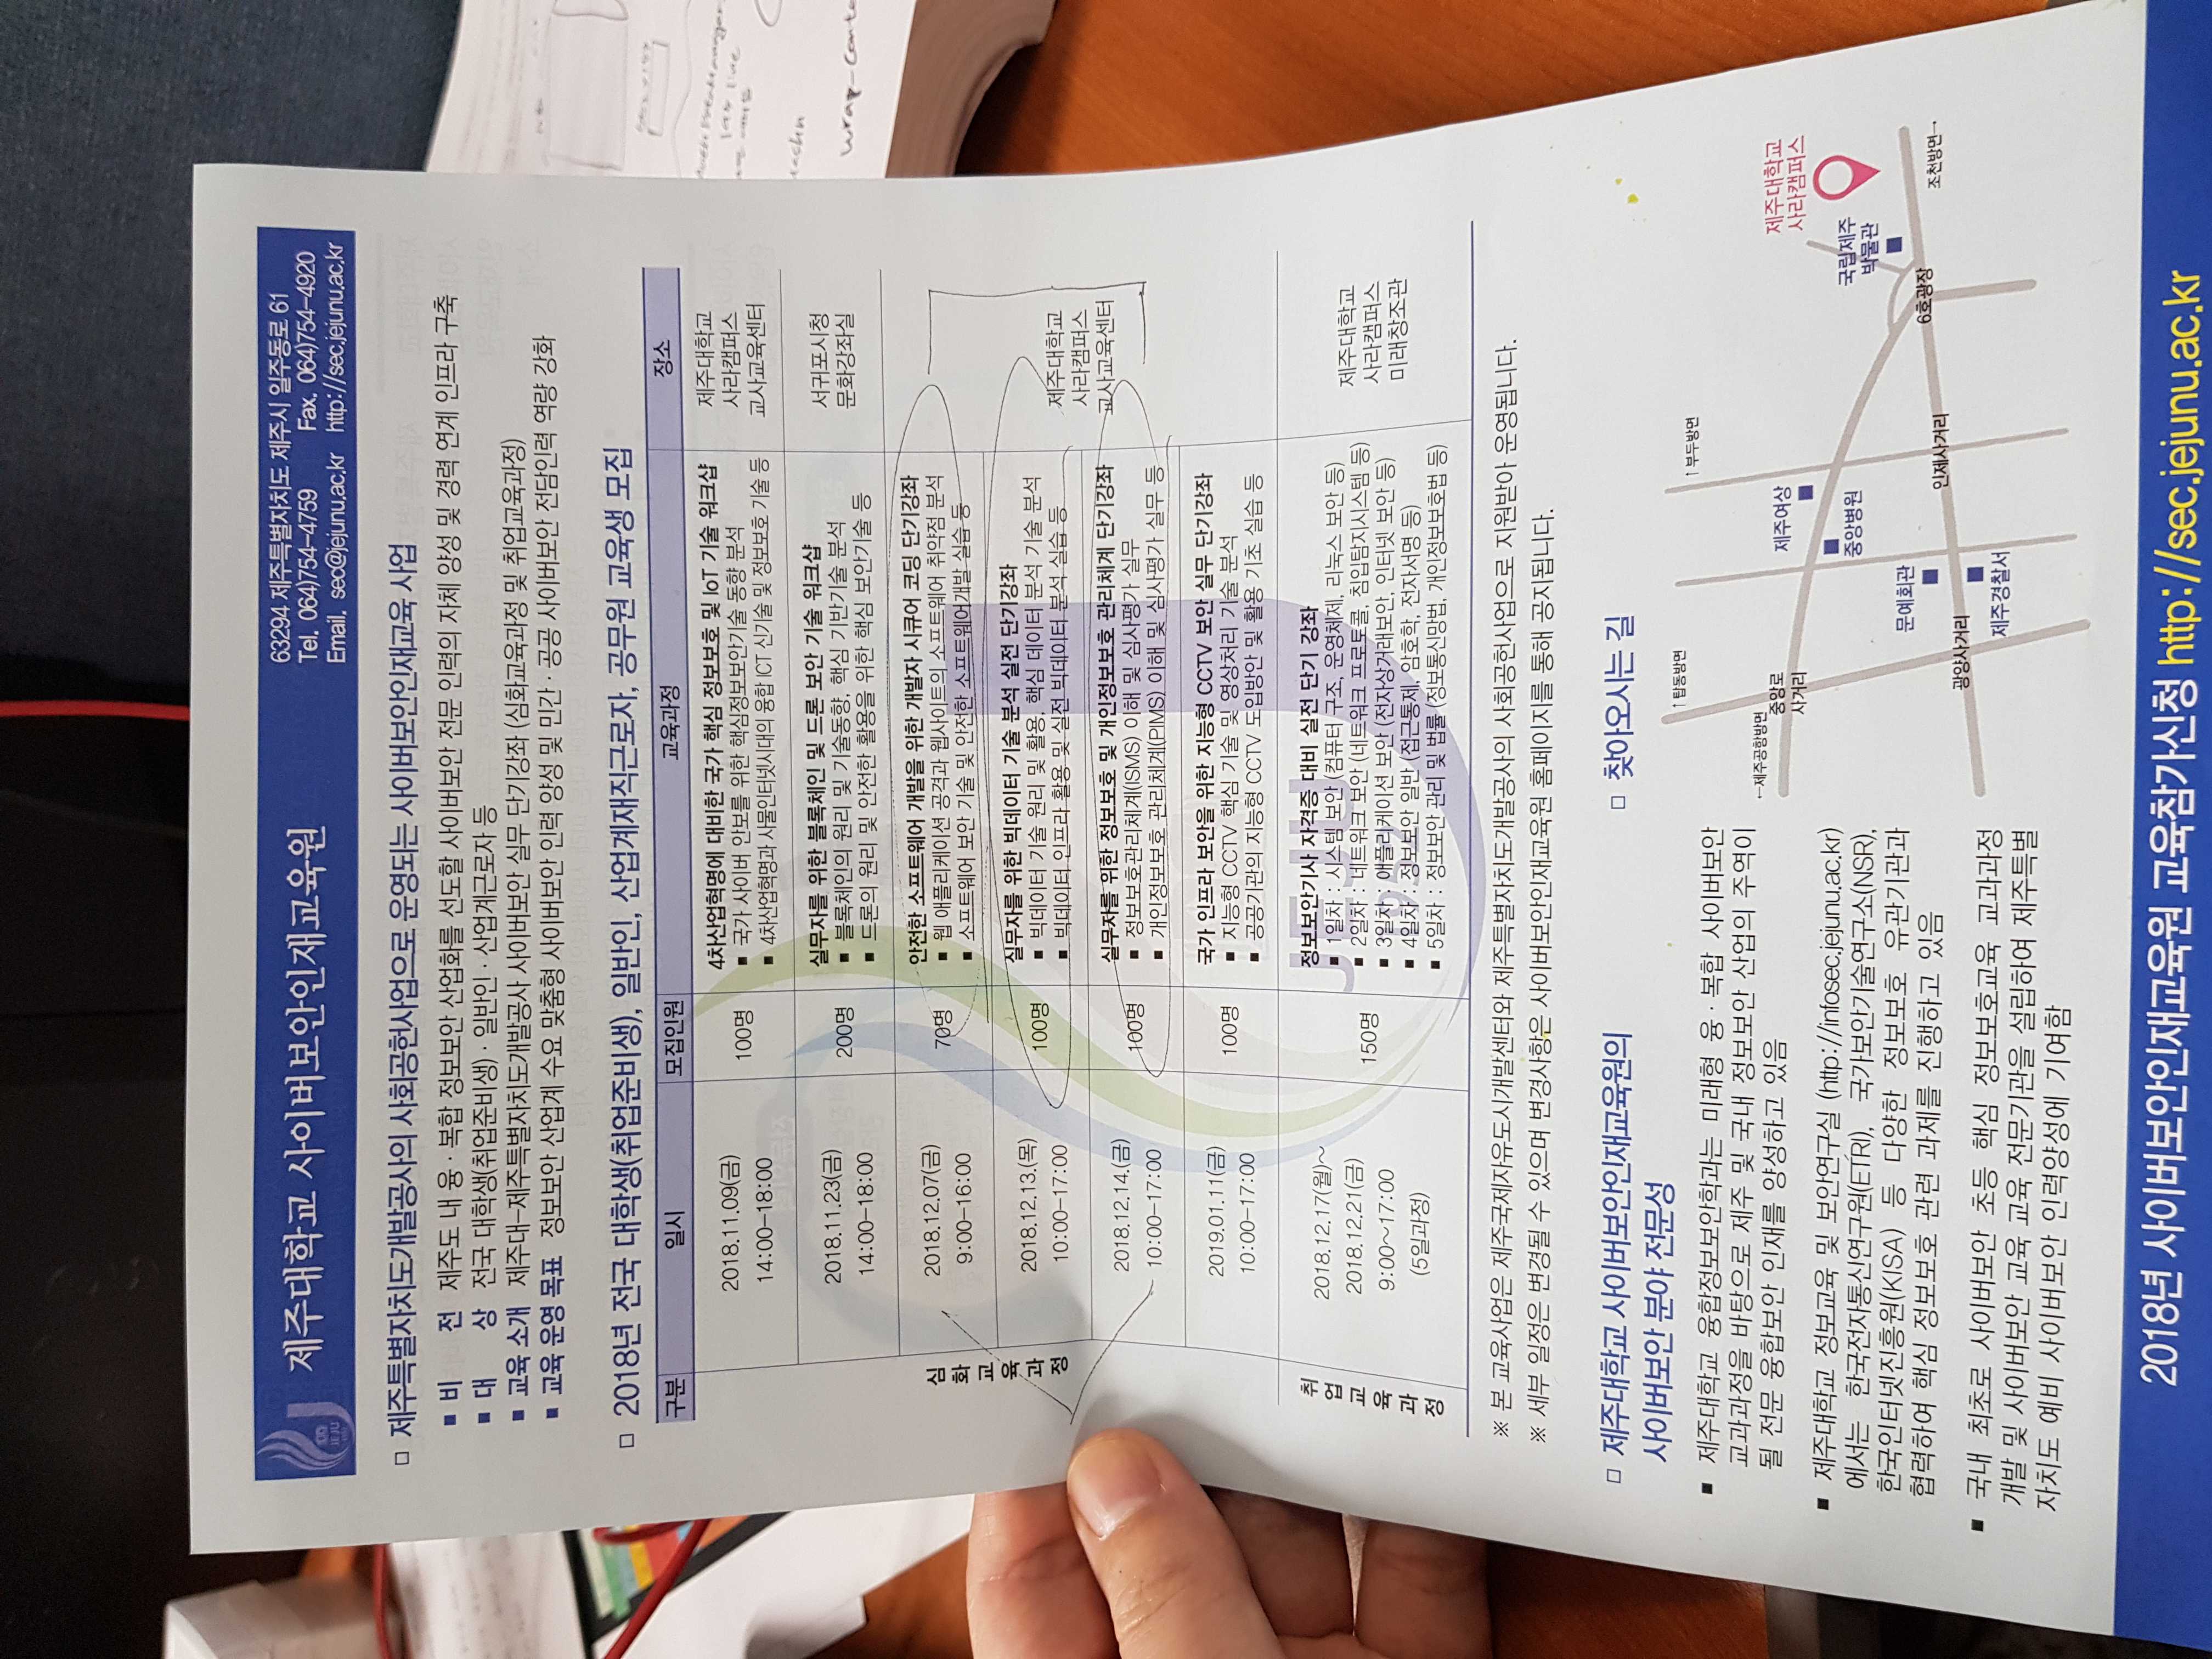 제주대학교 사이버보안인재교육원
63294 제주특별자치도 제주시 일주동로 61
Tel. 064)754-4759 Fax. 064)754-4920
Email. sec@jejunu.ac.kr http://sec.jejunu.ac.kr
□ 제주특별자치도개발공사의 사회공헌사업으로 운영되는 사이버보안인재교육 사업
■ 비 전 제주도 내 융·복합 정보보안 산업화를 선도할 사이버보안 전문 인력의 자체 양성 및 경력 연계 인프라 구축
■ 대 상 전국 대학생(취업준비생)·일반인·산업계근로자 등
■ 교육 소개 제주대-제주특별자치도개발공사 사이버보안 실무 단기강좌 (심화교육과정 및 취업교육과정)
■ 교육 운영 목표 정보보안 산업계 수요 맞춤형 사이버보안 인력 양성 및 민간·공공 사이버보안 전담인력 역량 강화
□ 2018년 전국 대학생(취업준비생), 일반인, 산업계재직근로자, 공무원 교육생 모집
구분 일시 모집인원 교육과정 장소
심화교육과정
2018.11.09(금)
14:00-18:00
100명
4차산업혁명에 대비한 국가 핵심 정보보호 및 IoT 기술 워크샵
■ 국가 사이버 안보를 위한 핵심정보보안기술 동향 분석
■ 4차산업혁명과 사물인터넷시대의 융합 ICT 신기술 및 정보보호 기술 등
제주대학교
사라캠퍼스
교사교육센터
2018.11.23(금)
14:00-18:00
200명
실무자를 위한 블록체인 및 드론 보안 기술 워크샵
■ 블록체인의 원리 및 기술동향, 핵심 기반기술 분석
■ 드론의 원리 및 안전한 활용을 위한 핵심 보안기술 등
서귀포시청
문화강좌실
2018.12.07(금)
9:00-16:00
70명
안전한 소프트웨어 개발을 위한 개발자 시큐어 코딩 단기강좌
■ 웹 애플리케이션 공격과 웹사이트의 소프트웨어 취약점 분석
■ 소프트웨어 보안 기술 및 안전한 소프트웨어개발 실습 등
2018.12.13.(목)
10:00-17:00
100명
실무자를 위한 빅데이터 기술 분석 실전 단기강좌
■ 빅데이터 기술 원리 및 활용, 핵심 데이터 분석 기술 분석
■ 빅데이터 인프라 활용 및 실전 빅데이터 분석 실습 등
제주대학교
사라캠퍼스
교사교육센터
2018.12.14.(금)
10:00-17:00
100명
실무자를 위한 정보보호 및 개인정보보호 관리체계 단기강좌
■ 정보보호관리체계(ISMS) 이해 및 심사평가 실무
■ 개인정보보호 관리체계(PIMS) 이해 및 심사평가 실무 등
2019.01.11(금)
10:00-17:00
100명
국가 인프라 보안을 위한 지능형 CCTV 보안 실무 단기강좌
■ 지능형 CCTV 핵심 기술 및 영상처리 기술 분석
■ 공공기관의 지능형 CCTV 도입방안 및 활용 기초 실습 등
취업교육과정
2018.12.17(월)~
2018.12.21(금)
9:00~17:00
(5일과정)
150명
정보보안기사 자격증 대비 실전 단기 강좌
■ 1일차 : 시스템 보안 (컴퓨터 구조, 운영체제, 리눅스 보안 등)
■ 2일차 : 네트워크 보안 (네트워크 프로토콜, 침입탐지시스템 등)
■ 3일차 : 애플리케이션 보안 (전자상거래보안, 인터넷 보안 등)
■ 4일차 : 정보보안 일반 (접근통제, 암호학, 전자서명 등)
■ 5일차 : 정보보안 관리 및 법률 (정보통신망법, 개인정보보호법 등)
제주대학교
사라캠퍼스
미래창조관
※ 본 교육사업은 제주국제자유도시개발센터와 제주특별자치도개발공사의 사회공헌사업으로 지원받아 운영됩니다.
※ 세부 일정은 변경될 수 있으며 변경사항은 사이버보안인재교육원 홈페이지를 통해 공지됩니다.
□ 제주대학교 사이버보안인재교육원의
사이버보안 분야 전문성
■ 제주대학교 융합정보보안학과는 미래형 융·복합 사이버보안
교과과정을 바탕으로 제주 및 국내 정보보안 산업의 주역이
될 전문 융합보안 인재를 양성하고 있음
■ 제주대학교 정보교육 및 보안연구실 (http://infosec.jejunu.ac.kr)
에서는 한국전자통신연구원(ETRI), 국가보안기술연구소(NSR),
한국인터넷진흥원(KISA) 등 다양한 정보보호 유관기관과
협력하여 핵심 정보보호 관련 과제를 진행하고 있음
■ 국내 최초로 사이버보안 초등 핵심 정보보호교육 교과과정
개발 및 사이버보안 교육 교육 전문기관을 설립하여 제주특별
자치도 예비 사이버보안 인력양성에 기여함
□ 찾아오시는 길
↑탑동방면
↑부두방면
←제주공항방면
중앙로
사거리
제주여상
중앙병원
문예회관
제주경찰서
광양사거리
인제사거리
6호광장
국립제주
박물관
제주대학교
사라캠퍼스
조천방면→
2018년 사이버보안인재교육원 교육참가신청 http://sec.jejunu.ac.kr
JEJU
1952
wrap-conte